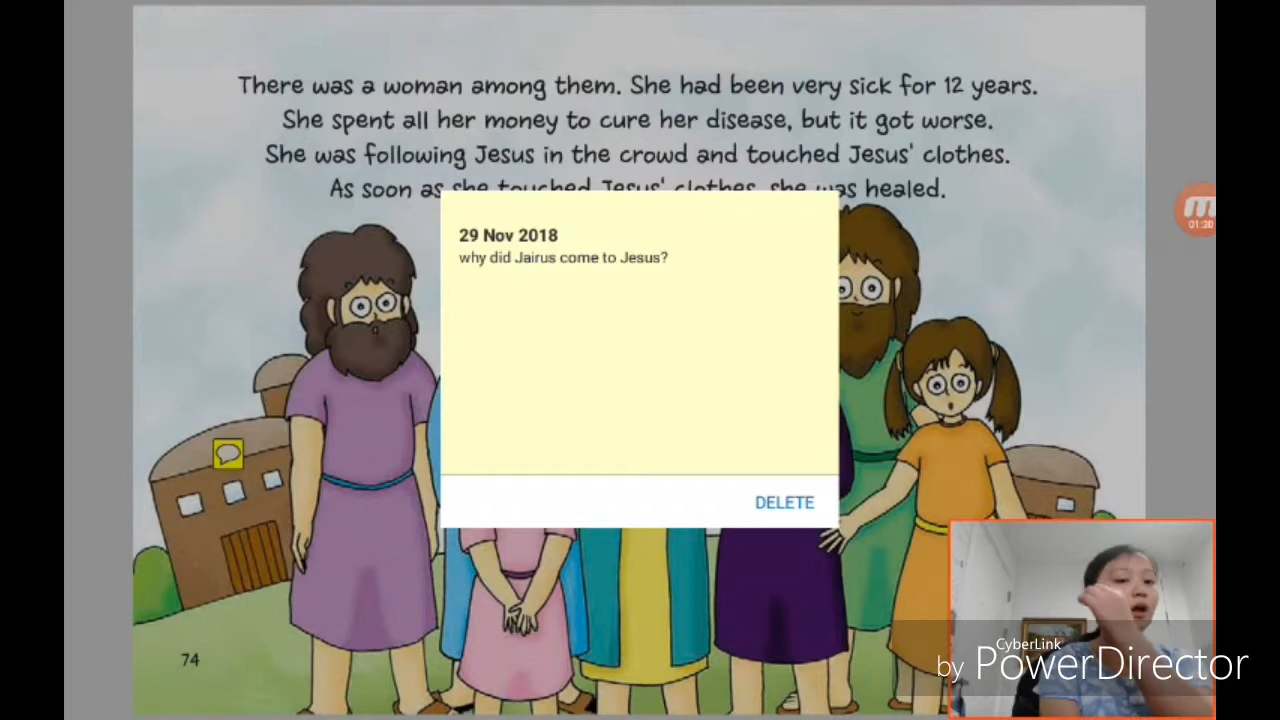 There was a woman among them. She had been very sick for 12 years.
She spent all her money to cure her disease, but it got worse.
She was following Jesus in the crowd and touched Jesus' clothes.
As soon as she touched Jesus' clothes, she was healed.
29 Nov 2018
why did Jairus come to Jesus?
DELETE
01:30
74
CyberLink
by PowerDirector